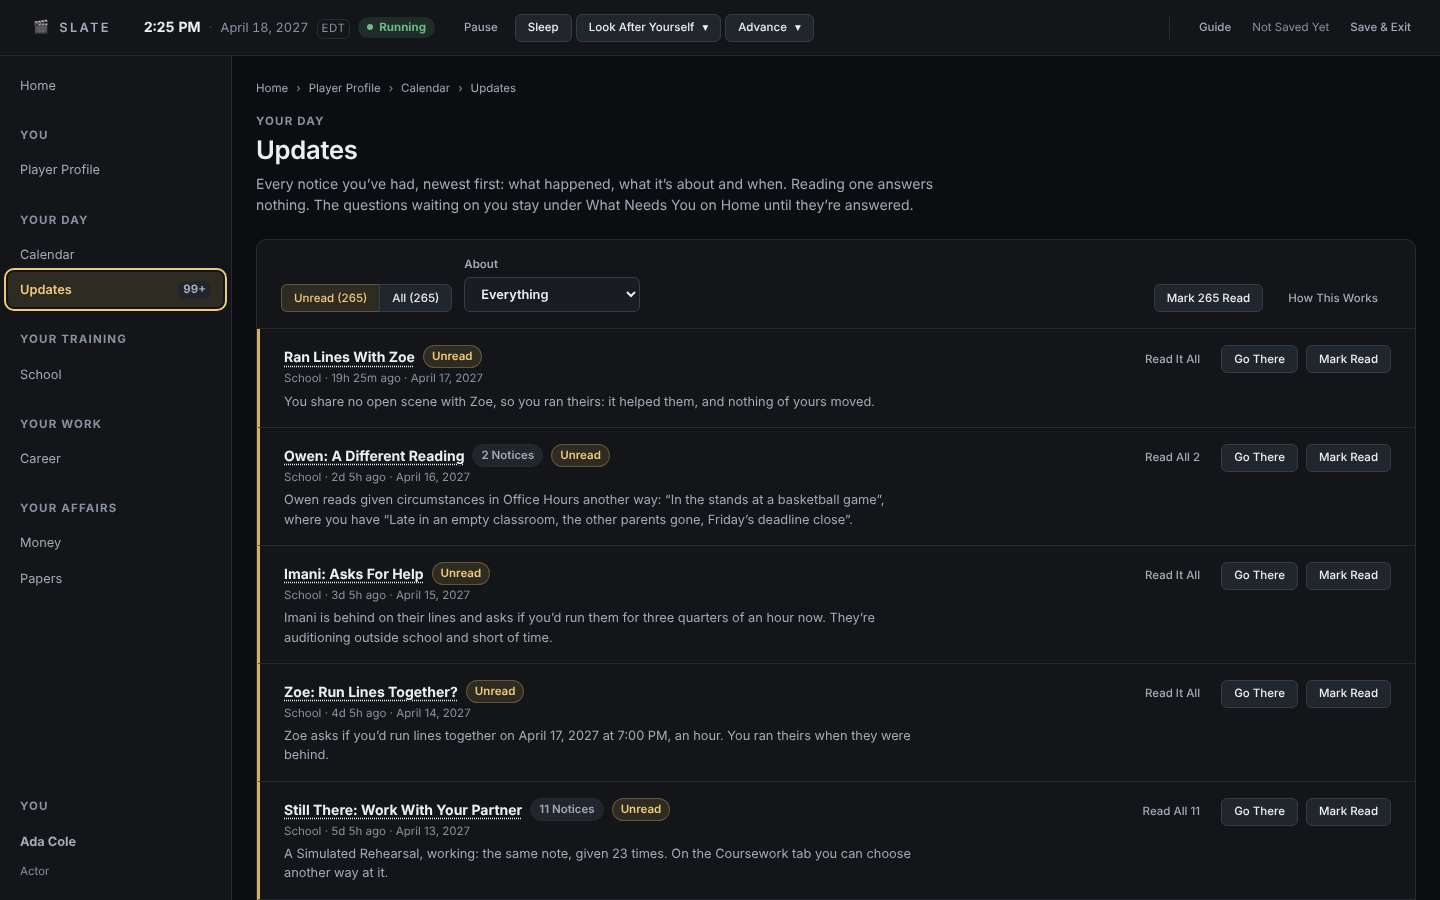 SLATE
2:25 PM · April 18, 2027 EDT Running
Pause
Sleep
Look After Yourself ▾
Advance ▾
Guide
Not Saved Yet
Save & Exit
Home
YOU
Player Profile
YOUR DAY
Calendar
Updates 99+
YOUR TRAINING
School
YOUR WORK
Career
YOUR AFFAIRS
Money
Papers
YOU
Ada Cole
Actor
Home › Player Profile › Calendar › Updates
YOUR DAY
Updates
Every notice you’ve had, newest first: what happened, what it’s about and when. Reading one answers
nothing. The questions waiting on you stay under What Needs You on Home until they’re answered.
About
Unread (265) All (265) Everything
Mark 265 Read
How This Works
Ran Lines With Zoe Unread
Read It All Go There Mark Read
School · 19h 25m ago · April 17, 2027
You share no open scene with Zoe, so you ran theirs: it helped them, and nothing of yours moved.
Owen: A Different Reading 2 Notices Unread
Read All 2 Go There Mark Read
School · 2d 5h ago · April 16, 2027
Owen reads given circumstances in Office Hours another way: “In the stands at a basketball game”,
where you have “Late in an empty classroom, the other parents gone, Friday’s deadline close”.
Imani: Asks For Help Unread
Read It All Go There Mark Read
School · 3d 5h ago · April 15, 2027
Imani is behind on their lines and asks if you’d run them for three quarters of an hour now. They’re
auditioning outside school and short of time.
Zoe: Run Lines Together? Unread
Read It All Go There Mark Read
School · 4d 5h ago · April 14, 2027
Zoe asks if you’d run lines together on April 17, 2027 at 7:00 PM, an hour. You ran theirs when they were
behind.
Still There: Work With Your Partner 11 Notices Unread
Read All 11 Go There Mark Read
School · 5d 5h ago · April 13, 2027
A Simulated Rehearsal, working: the same note, given 23 times. On the Coursework tab you can choose
another way at it.